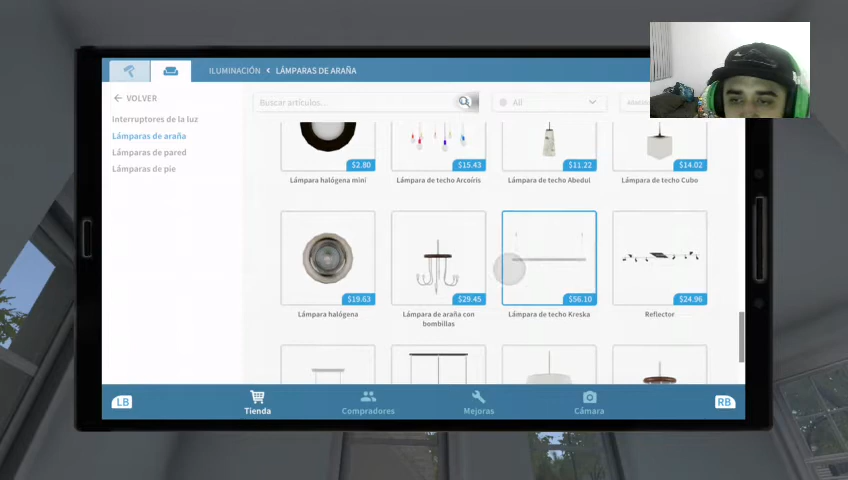 ILUMINACIÓN < LÁMPARAS DE ARAÑA
VOLVER
Buscar artículos...
All
Interruptores de la luz
Lámparas de araña
Lámparas de pared
Lámparas de pie
$2.80
$15.43
$11.22
$14.02
Lámpara halógena mini
Lámpara de techo Arcoíris
Lámpara de techo Abedul
Lámpara de techo Cubo
$19.63
$29.45
$56.10
$24.96
Lámpara halógena
Lámpara de araña con
bombillas
Lámpara de techo Kreska
Reflector
LB
Tienda
Compradores
Mejoras
Cámara
RB